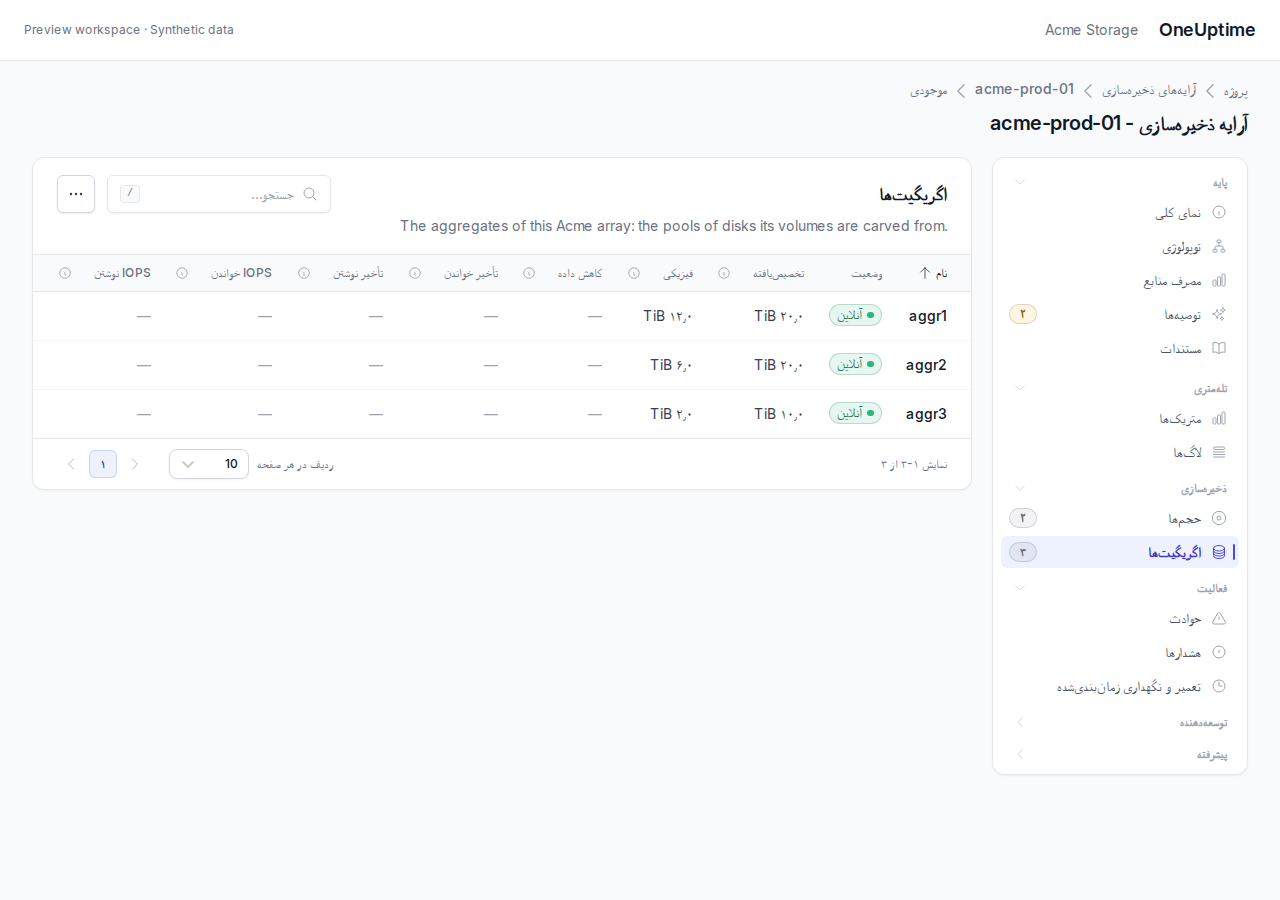 OneUptime
Acme Storage
Preview workspace · Synthetic data
پروژه
آرایه‌های ذخیره‌سازی
acme-prod-01
موجودی
آرایه ذخیره‌سازی - acme-prod-01
پایه
نمای کلی
توپولوژی
مصرف منابع
توصیه‌ها ۲
مستندات
تله‌متری
متریک‌ها
لاگ‌ها
ذخیره‌سازی
حجم‌ها ۲
اگریگیت‌ها ۳
فعالیت
حوادث
هشدارها
تعمیر و نگهداری زمان‌بندی‌شده
توسعه‌دهنده
پیشرفته
اگریگیت‌ها
جستجو... /
The aggregates of this Acme array: the pools of disks its volumes are carved from.
نام وضعیت تخصیص‌یافته فیزیکی کاهش داده تأخیر خواندن تأخیر نوشتن IOPS خواندن IOPS نوشتن
aggr1 آنلاین ۲۰٫۰ TiB ۱۲٫۰ TiB — — — — —
aggr2 آنلاین ۲۰٫۰ TiB ۶٫۰ TiB — — — — —
aggr3 آنلاین ۱۰٫۰ TiB ۲٫۰ TiB — — — — —
نمایش ۱-۳ از ۳
ردیف در هر صفحه 10
۱